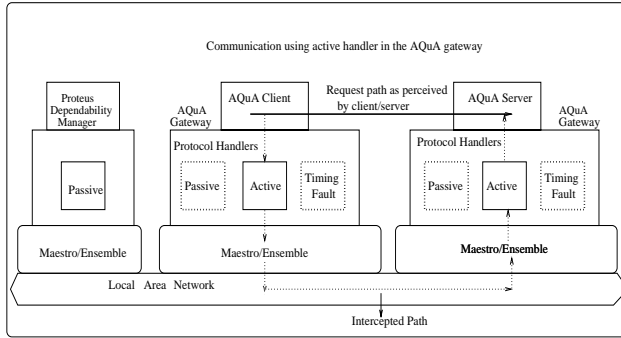 Communication using active handler in the AQuA gateway
Proteus
Dependability
Manager
AQuA
Gateway
AQuA Client
Request path as perceived
by client/server
AQuA Server
AQuA
Gateway
Protocol Handlers
Protocol Handlers
Passive
Passive
Active
Timing
Fault
Passive
Active
Timing
Fault
Maestro/Ensemble
Maestro/Ensemble
Maestro/Ensemble
Local Area Network
Intercepted Path